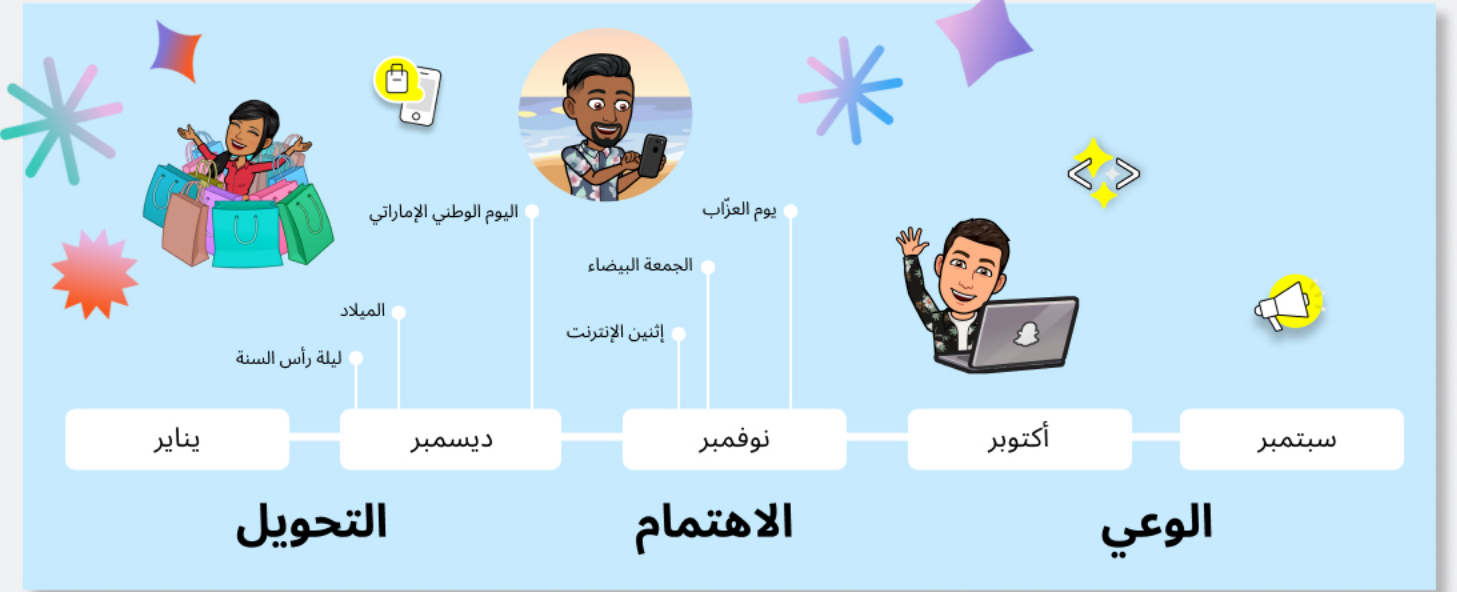 يوم العزّاب
اليوم الوطني الإماراتي
الجمعة البيضاء
الميلاد
إثنين الإنترنت
ليلة رأس السنة
سبتمبر
أكتوبر
نوفمبر
ديسمبر
يناير
الوعي
الاهتمام
التحويل